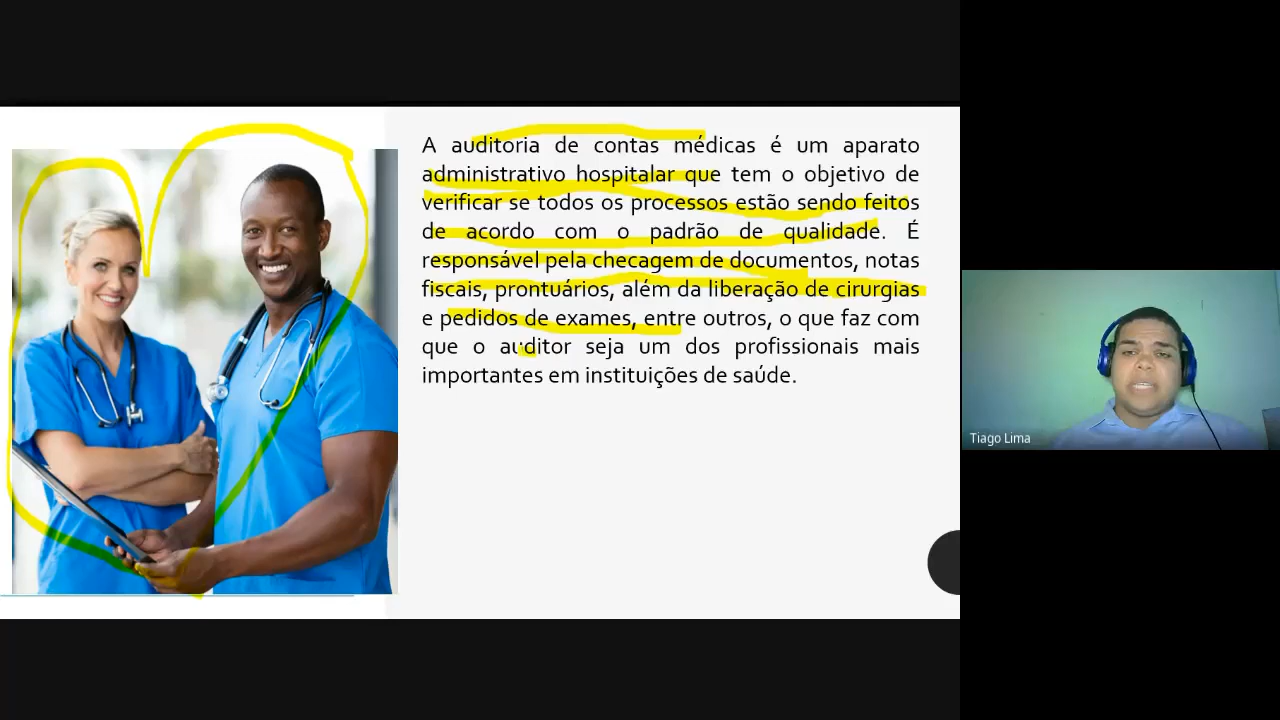 A auditoria de contas médicas é um aparato
administrativo hospitalar que tem o objetivo de
verificar se todos os processos estão sendo feitos
de acordo com o padrão de qualidade. É
responsável pela checagem de documentos, notas
fiscais, prontuários, além da liberação de cirurgias
e pedidos de exames, entre outros, o que faz com
que o auditor seja um dos profissionais mais
importantes em instituições de saúde.
Tiago Lima